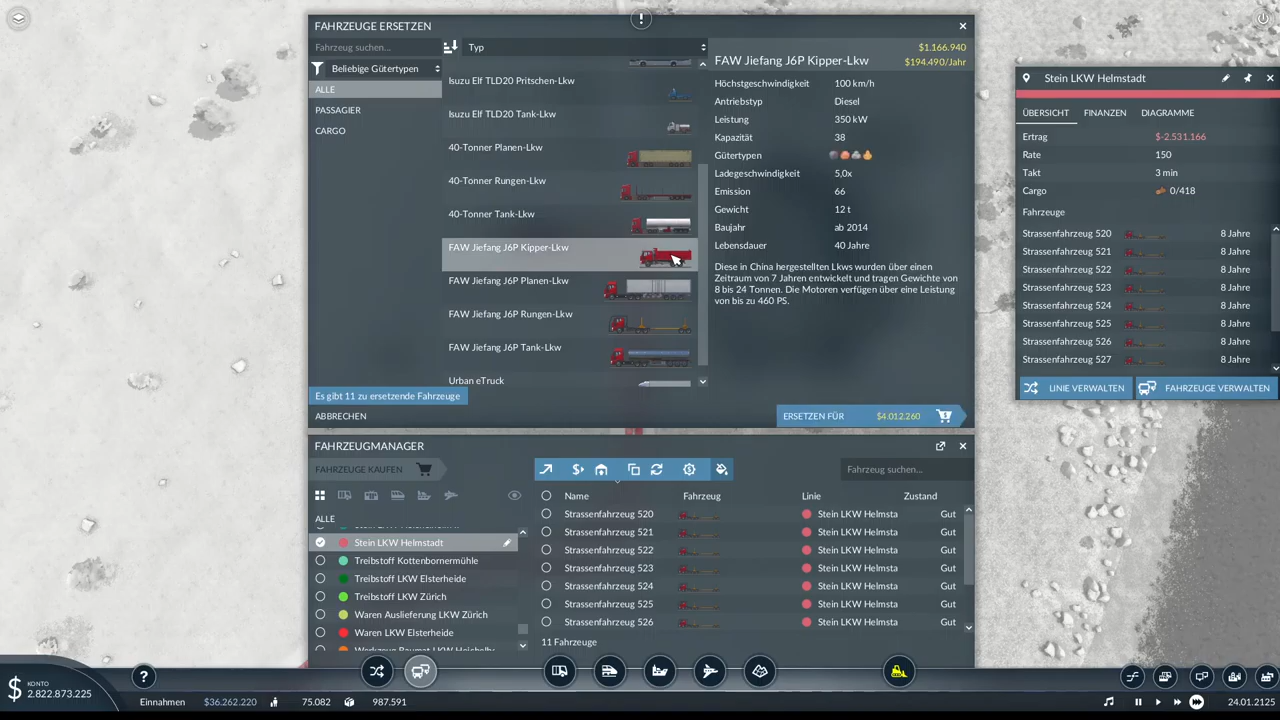 FAHRZEUGE ERSETZEN
Fahrzeug suchen...
Typ
Beliebige Gütertypen
ALLE
PASSAGIER
CARGO
Isuzu Elf TLD20 Pritschen-Lkw
Isuzu Elf TLD20 Tank-Lkw
40-Tonner Planen-Lkw
40-Tonner Rungen-Lkw
40-Tonner Tank-Lkw
FAW Jiefang J6P Kipper-Lkw
FAW Jiefang J6P Planen-Lkw
FAW Jiefang J6P Rungen-Lkw
FAW Jiefang J6P Tank-Lkw
Urban eTruck
$1.166.940
FAW Jiefang J6P Kipper-Lkw $194.490/Jahr
Höchstgeschwindigkeit 100 km/h
Antriebstyp Diesel
Leistung 350 kW
Kapazität 38
Gütertypen
Ladegeschwindigkeit 5,0x
Emission 66
Gewicht 12 t
Baujahr ab 2014
Lebensdauer 40 Jahre
Diese in China hergestellten Lkws wurden über einen
Zeitraum von 7 Jahren entwickelt und tragen Gewichte von
8 bis 24 Tonnen. Die Motoren verfügen über eine Leistung
von bis zu 460 PS.
Es gibt 11 zu ersetzende Fahrzeuge
ABBRECHEN
ERSETZEN FÜR $4.012.260
Stein LKW Helmstadt
ÜBERSICHT FINANZEN DIAGRAMME
Ertrag $-2.531.166
Rate 150
Takt 3 min
Cargo 0/418
Fahrzeuge
Strassenfahrzeug 520 8 Jahre
Strassenfahrzeug 521 8 Jahre
Strassenfahrzeug 522 8 Jahre
Strassenfahrzeug 523 8 Jahre
Strassenfahrzeug 524 8 Jahre
Strassenfahrzeug 525 8 Jahre
Strassenfahrzeug 526 8 Jahre
Strassenfahrzeug 527 8 Jahre
LINIE VERWALTEN FAHRZEUGE VERWALTEN
FAHRZEUGMANAGER
FAHRZEUGE KAUFEN
Fahrzeug suchen...
ALLE
Stein LKW Helmstadt
Treibstoff Kottenbornermühle
Treibstoff LKW Elsterheide
Treibstoff LKW Zürich
Waren Auslieferung LKW Zürich
Waren LKW Elsterheide
Name Fahrzeug Linie Zustand
Strassenfahrzeug 520 Stein LKW Helmsta Gut
Strassenfahrzeug 521 Stein LKW Helmsta Gut
Strassenfahrzeug 522 Stein LKW Helmsta Gut
Strassenfahrzeug 523 Stein LKW Helmsta Gut
Strassenfahrzeug 524 Stein LKW Helmsta Gut
Strassenfahrzeug 525 Stein LKW Helmsta Gut
Strassenfahrzeug 526 Stein LKW Helmsta Gut
11 Fahrzeuge
$ KONTO
2.822.873.225
?
Einnahmen $36.262.220 75.082 987.591
24.01.2125